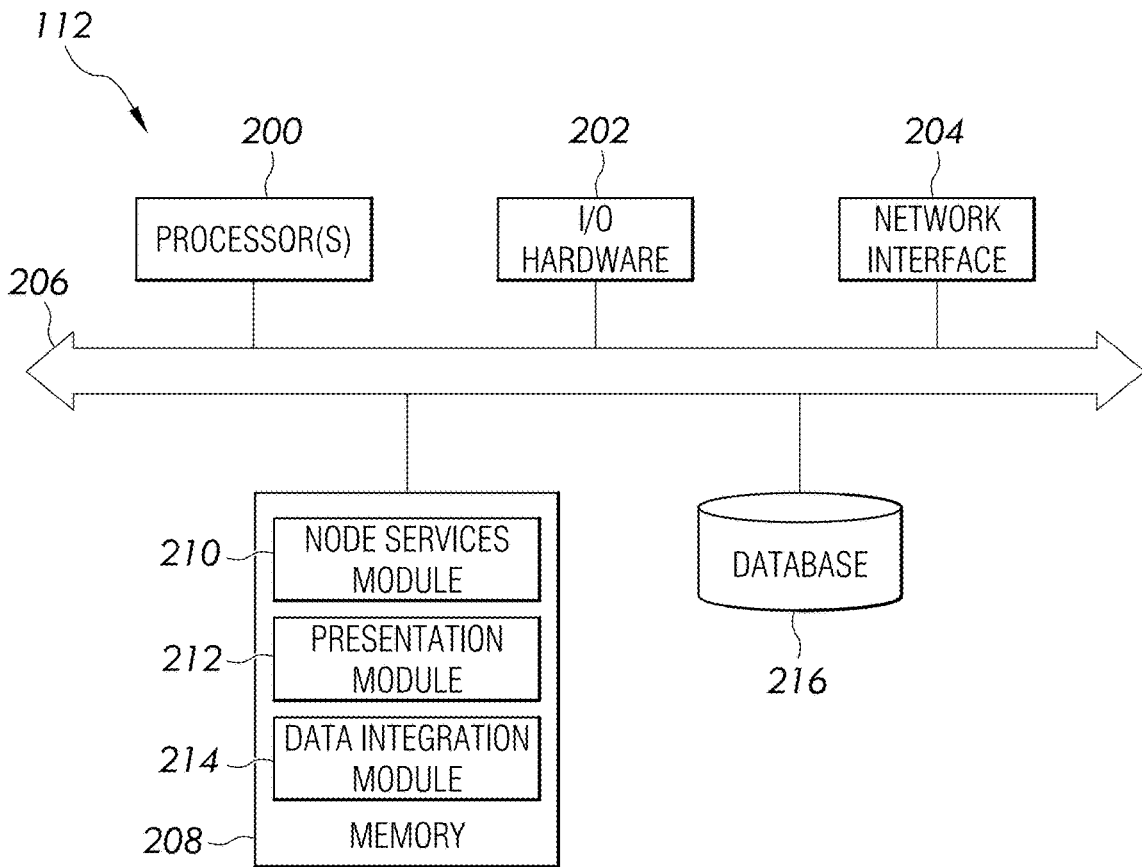 112
200
202
204
PROCESSOR(S)
I/O
HARDWARE
NETWORK
INTERFACE
206
210
NODE SERVICES
MODULE
DATABASE
212
PRESENTATION
MODULE
216
214
DATA INTEGRATION
MODULE
208
MEMORY